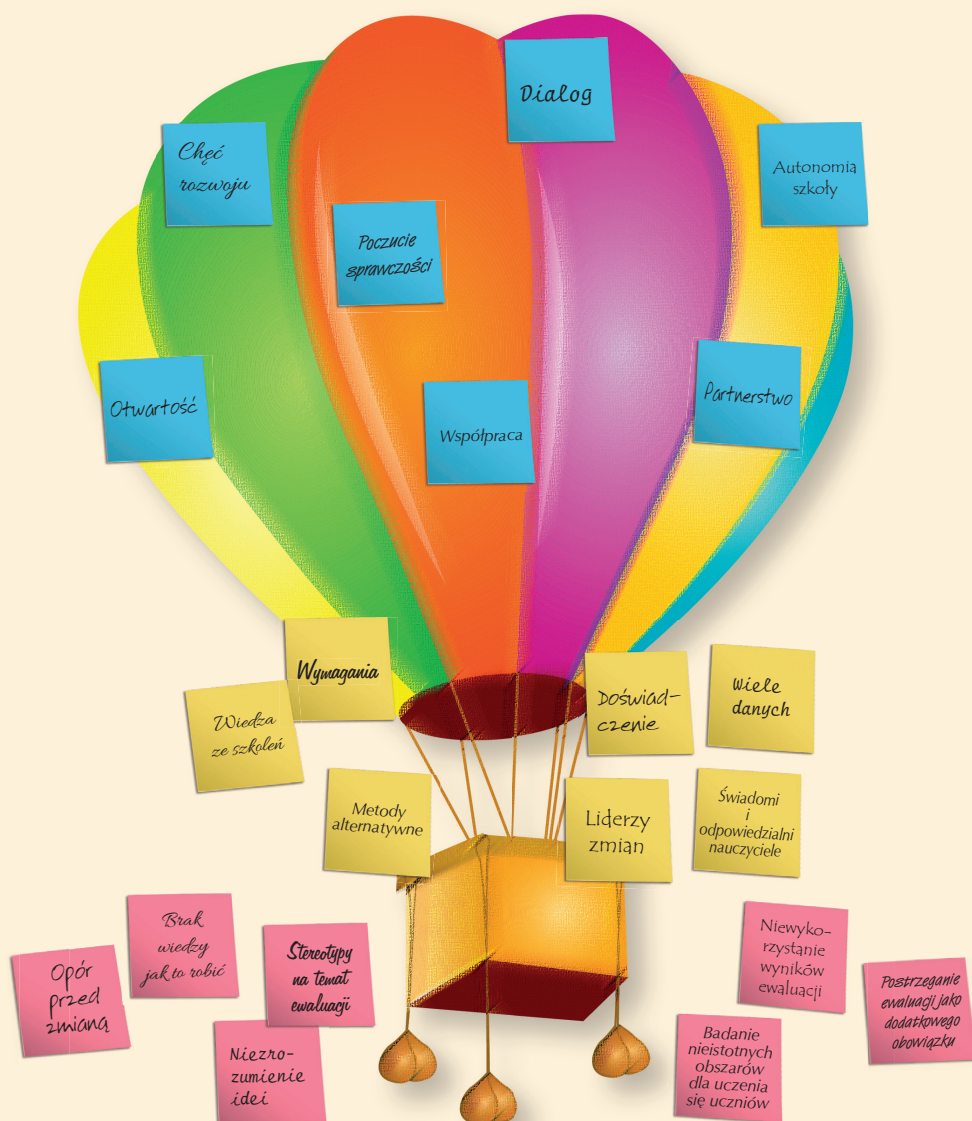 Dialog
Chęć
rozwoju
Autonomia
szkoły
Poczucie
sprawczości
Otwartość
Współpraca
Partnerstwo
Wymagania
Wiedza
ze szkoleń
Doświad-
czenie
Wiele
danych
Metody
alternatywne
Liderzy
zmian
Świadomi
i
odpowiedzialni
nauczyciele
Opór
przed
zmianą
Brak
wiedzy
jak to robić
Stereotypy
na temat
ewaluacji
Niezro-
zumienie
idei
Niewyko-
rzystanie
wyników
ewaluacji
Badanie
nieistotnych
obszarów
dla uczenia
się uczniów
Postrzeganie
ewaluacji jako
dodatkowego
obowiązku